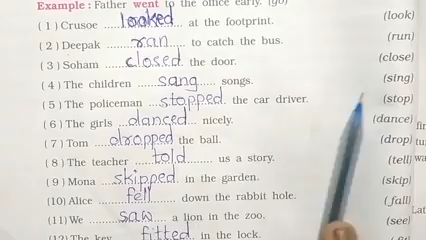 Example : Father went to the office early. (go)
(1) Crusoe ...looked... at the footprint. (look)
(2) Deepak ...ran... to catch the bus. (run)
(3) Soham ...closed... the door. (close)
(4) The children ...sang... songs. (sing)
(5) The policeman ...stopped... the car driver. (stop)
(6) The girls ...danced... nicely. (dance)
(7) Tom ...dropped... the ball. (drop)
(8) The teacher ...told... us a story. (tell)
(9) Mona ...skipped... in the garden. (skip)
(10) Alice ...fell... down the rabbit hole. (fall)
(11) We ...saw... a lion in the zoo. (see)
(12) The key ...fitted... in the lock.